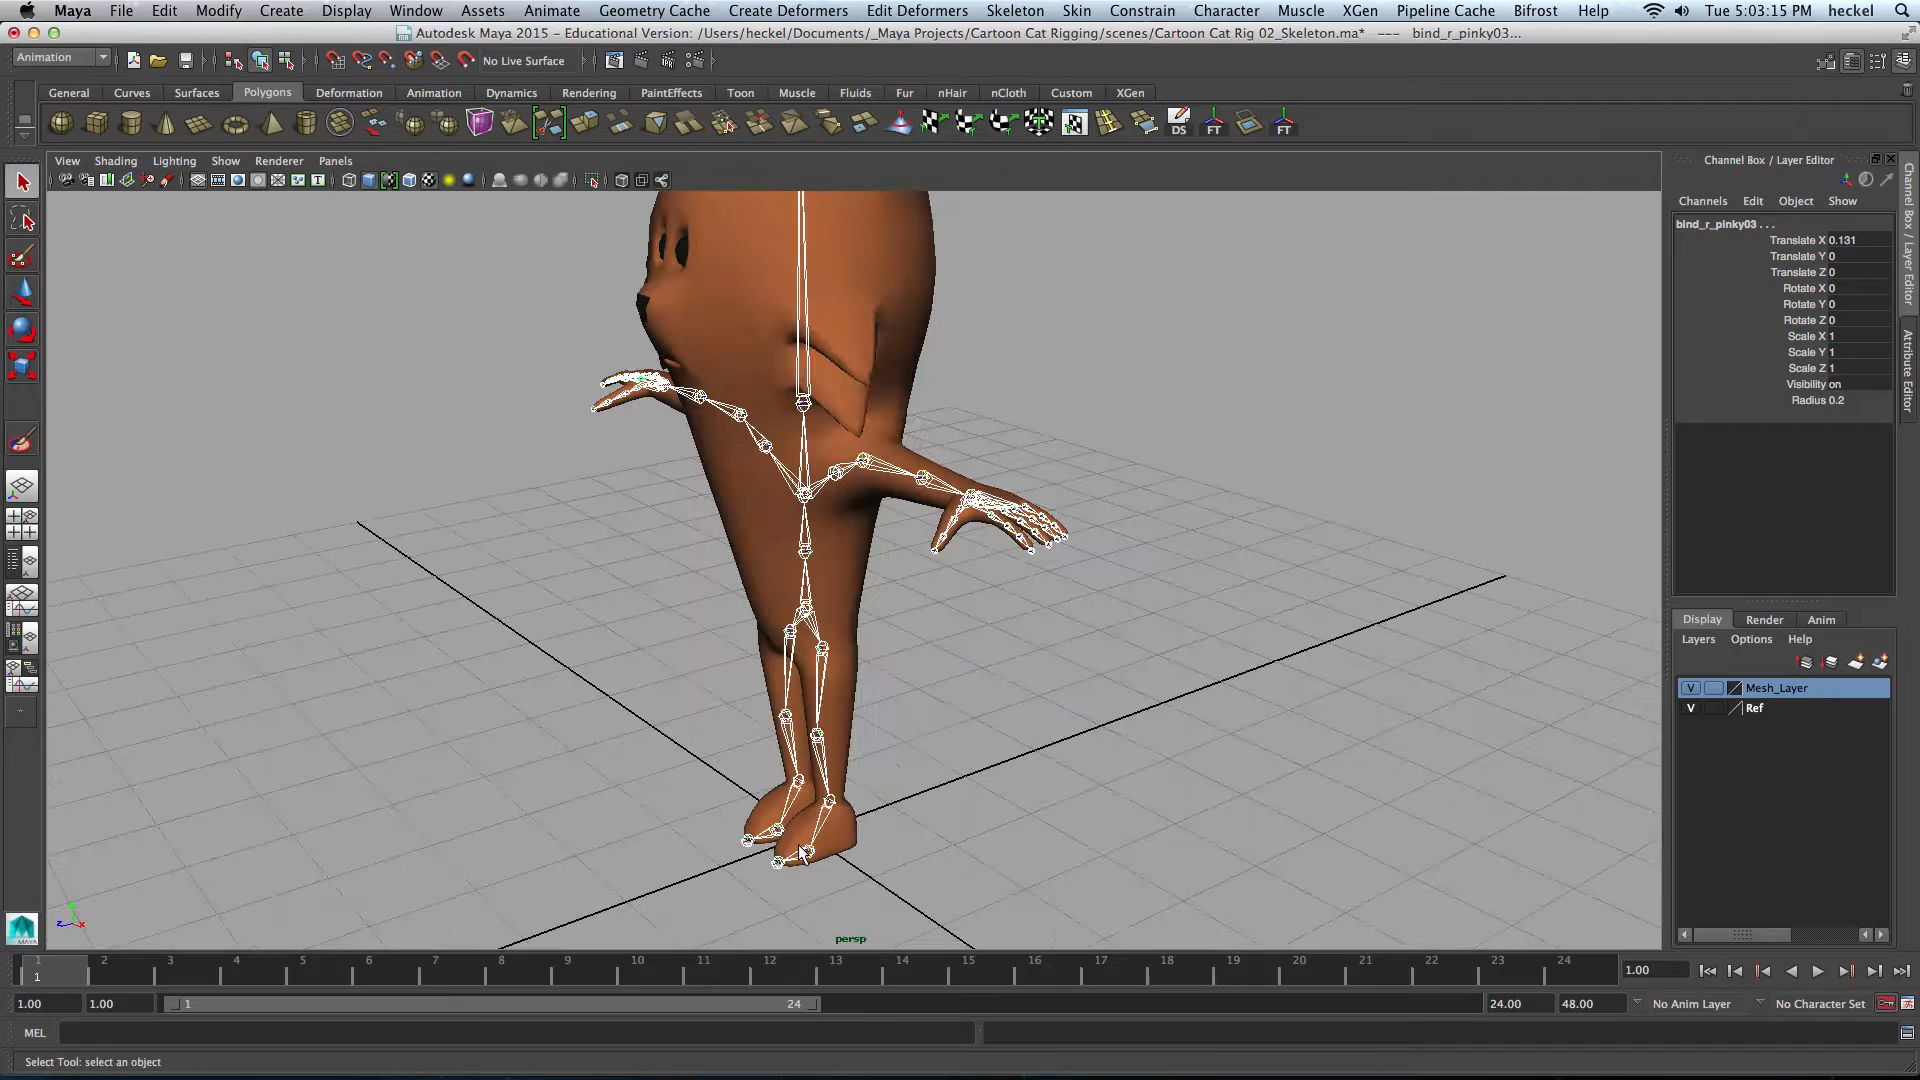 Maya File Edit Modify Create Display Window Assets Animate Geometry Cache Create Deformers Edit Deformers Skeleton Skin Constrain Character Muscle XGen Pipeline Cache Bifrost Help Tue 5:03:15 PM heckel
Autodesk Maya 2015 - Educational Version: /Users/heckel/Documents/_Maya Projects/Cartoon Cat Rigging/scenes/Cartoon Cat Rig 02_Skeleton.ma* --- bind_r_pinky03...
Animation No Live Surface
General Curves Surfaces Polygons Deformation Animation Dynamics Rendering PaintEffects Toon Muscle Fluids Fur nHair nCloth Custom XGen
DS FT FT
View Shading Lighting Show Renderer Panels
Channel Box / Layer Editor
Channels Edit Object Show
bind_r_pinky03 . . .
Translate X 0.131
Translate Y 0
Translate Z 0
Rotate X 0
Rotate Y 0
Rotate Z 0
Scale X 1
Scale Y 1
Scale Z 1
Visibility on
Radius 0.2
Channel Box / Layer Editor
Attribute Editor
Display Render Anim
Layers Options Help
V Mesh_Layer
V Ref
z x
MAYA
persp
1 2 3 4 5 6 7 8 9 10 11 12 13 14 15 16 17 18 19 20 21 22 23 24
1 1.00
1.00 1.00 1 24 24.00 48.00 No Anim Layer No Character Set
MEL
Select Tool: select an object